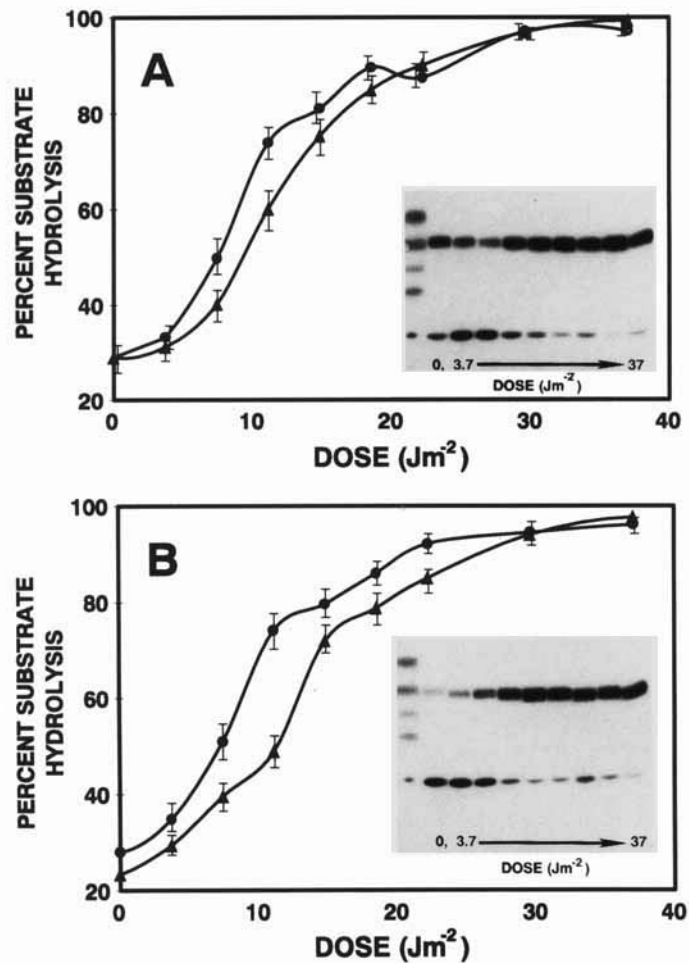 A
PERCENT SUBSTRATE
HYDROLYSIS
100
80
60
40
20
0
10
20
30
40
DOSE (Jm-2)
0, 3.7
37
DOSE (Jm-2)
B
PERCENT SUBSTRATE
HYDROLYSIS
100
80
60
40
20
0
10
20
30
40
DOSE (Jm-2)
0, 3.7
37
DOSE (Jm-2)